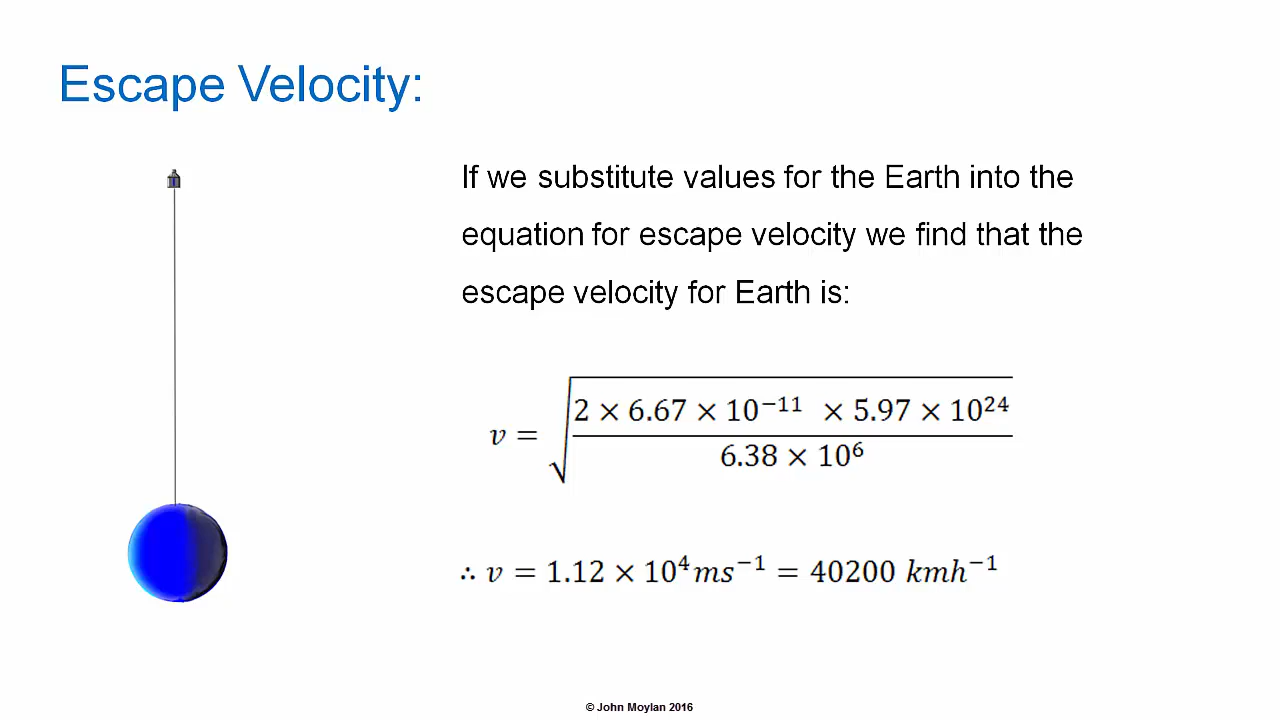 Escape Velocity:
If we substitute values for the Earth into the
equation for escape velocity we find that the
escape velocity for Earth is:
v = √((2 × 6.67 × 10⁻¹¹ × 5.97 × 10²⁴) / (6.38 × 10⁶))
∴ v = 1.12 × 10⁴ms⁻¹ = 40200 kmh⁻¹
© John Moylan 2016